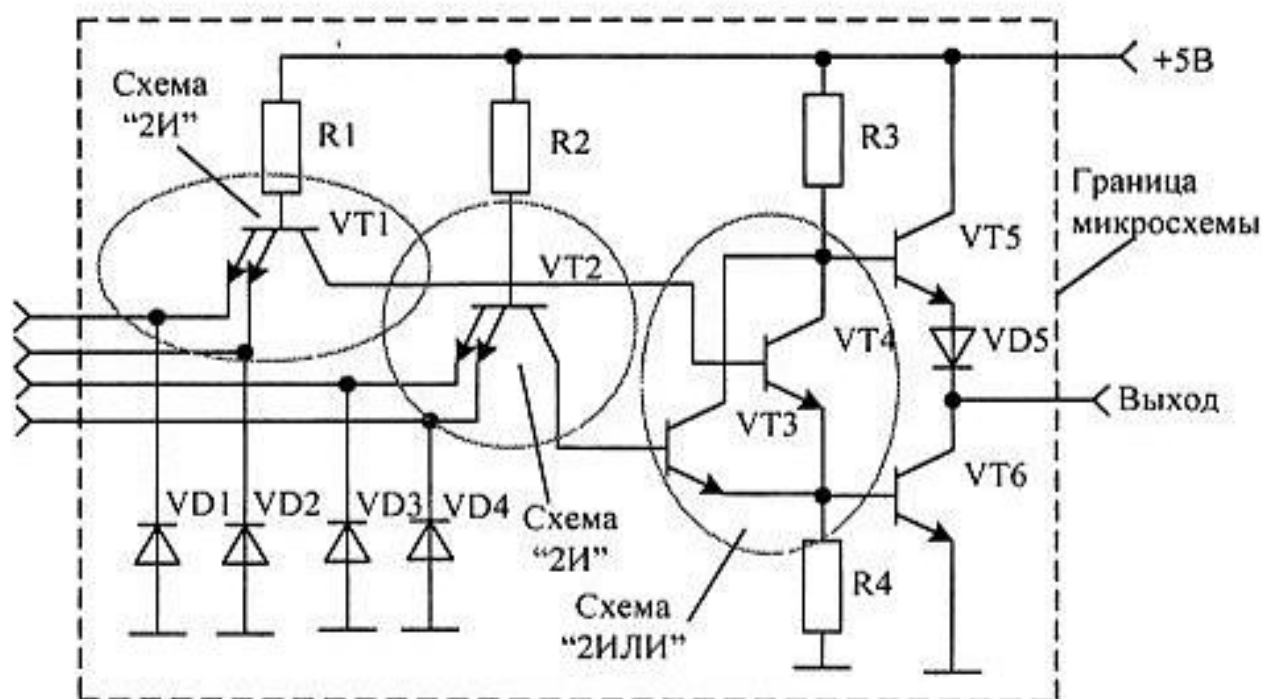 Схема
“2И”
R1
R2
R3
+5В
Граница
микросхемы
VT1
VT2
VT5
VT4
VD5
VT3
Выход
VT6
VD1
VD2
VD3
VD4
Схема
“2И”
R4
Схема
“2ИЛИ”